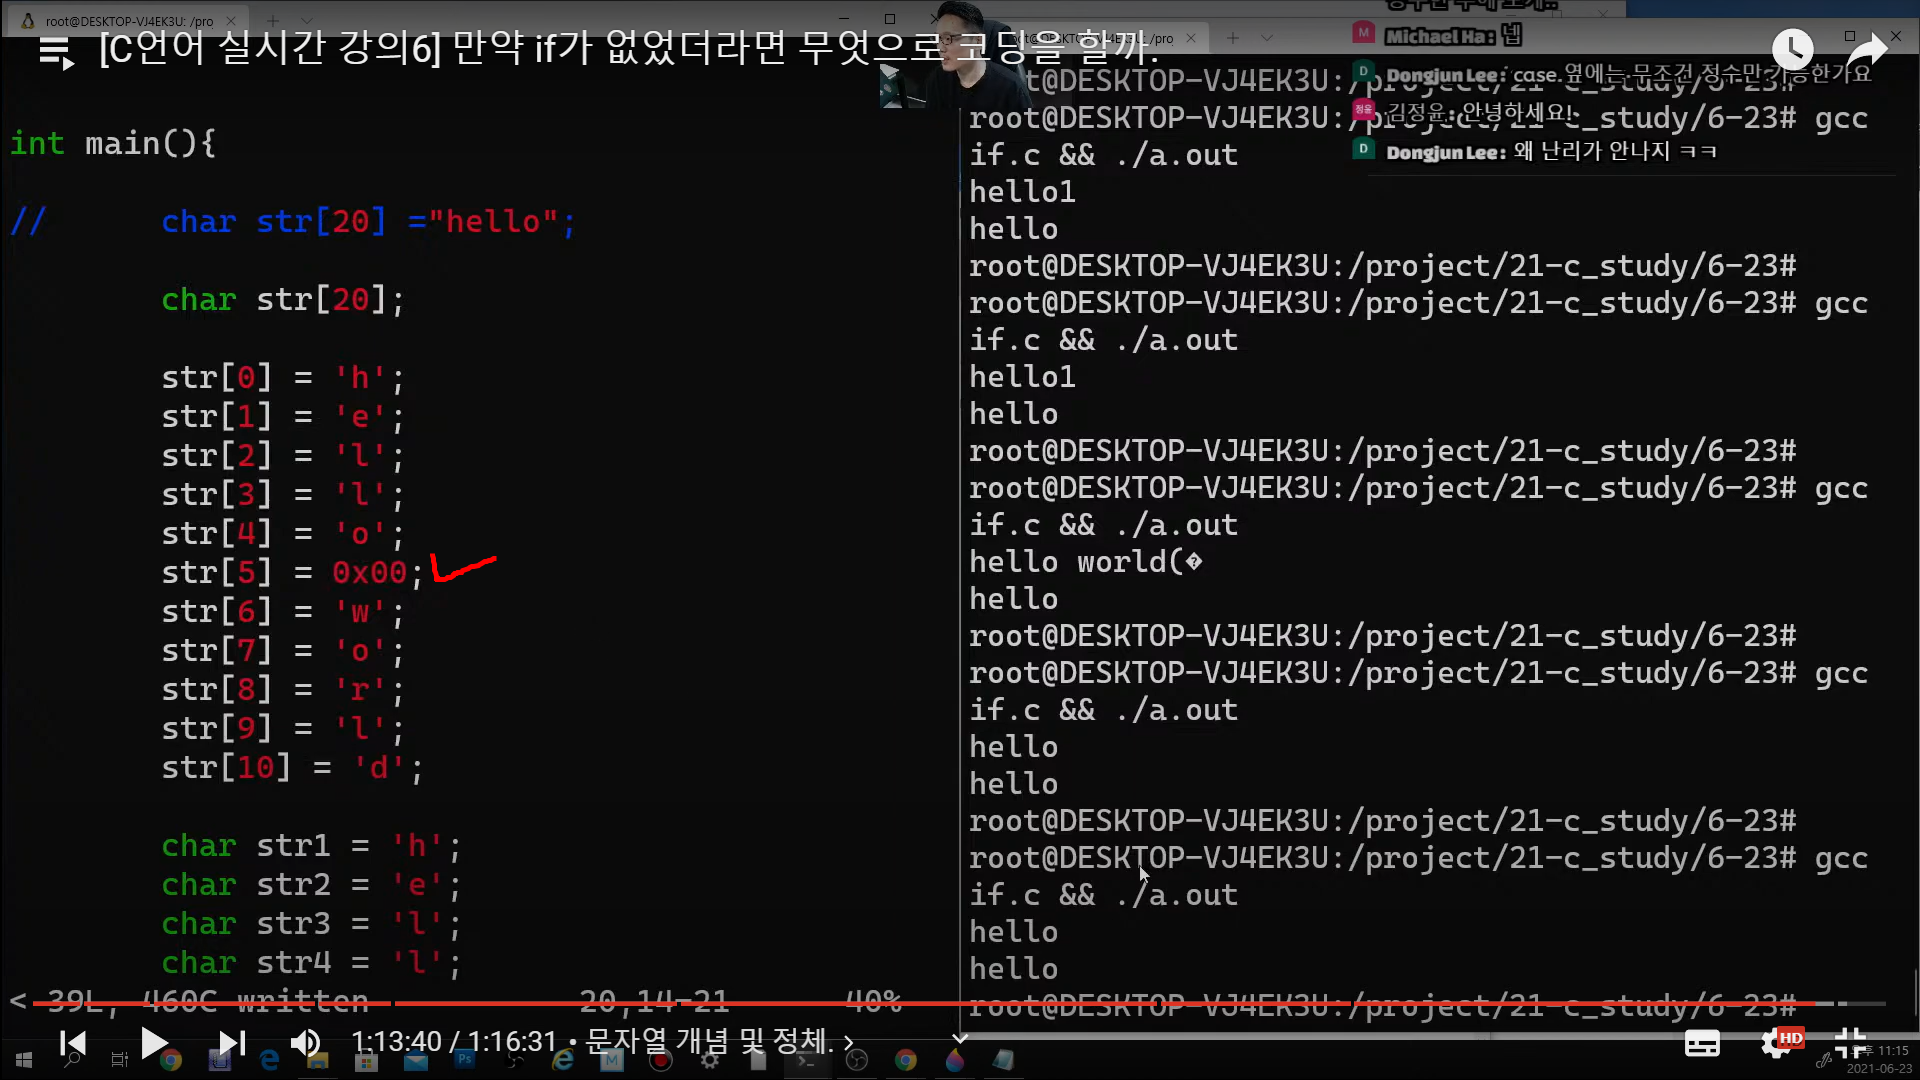 root@DESKTOP-VJ4EK3U: /pro
[C언어 실시간 강의6] 만약 if가 없었더라면 무엇으로 코딩을 할까.
int main(){
// char str[20] ="hello";
char str[20];
str[0] = 'h';
str[1] = 'e';
str[2] = 'l';
str[3] = 'l';
str[4] = 'o';
str[5] = 0x00;
str[6] = 'w';
str[7] = 'o';
str[8] = 'r';
str[9] = 'l';
str[10] = 'd';
char str1 = 'h';
char str2 = 'e';
char str3 = 'l';
char str4 = 'l';
< 39L, 460C written 20,14-21 40%
Michael Ha: 넵
Dongjun Lee: case.옆에는 무조건 정수만 가능한가요
정윤 김정윤: 안녕하세요!
Dongjun Lee: 왜 난리가 안나지 ㅋㅋ
root@DESKTOP-VJ4EK3U:/project/21-c_study/6-23#
root@DESKTOP-VJ4EK3U:/project/21-c_study/6-23# gcc
if.c && ./a.out
hello1
hello
root@DESKTOP-VJ4EK3U:/project/21-c_study/6-23#
root@DESKTOP-VJ4EK3U:/project/21-c_study/6-23# gcc
if.c && ./a.out
hello1
hello
root@DESKTOP-VJ4EK3U:/project/21-c_study/6-23#
root@DESKTOP-VJ4EK3U:/project/21-c_study/6-23# gcc
if.c && ./a.out
hello world(�
hello
root@DESKTOP-VJ4EK3U:/project/21-c_study/6-23#
root@DESKTOP-VJ4EK3U:/project/21-c_study/6-23# gcc
if.c && ./a.out
hello
hello
root@DESKTOP-VJ4EK3U:/project/21-c_study/6-23#
root@DESKTOP-VJ4EK3U:/project/21-c_study/6-23# gcc
if.c && ./a.out
hello
hello
root@DESKTOP-VJ4EK3U:/project/21-c_study/6-23#
1:13:40 / 1:16:31 • 문자열 개념 및 정체.
HD
오후 11:15
2021-06-23